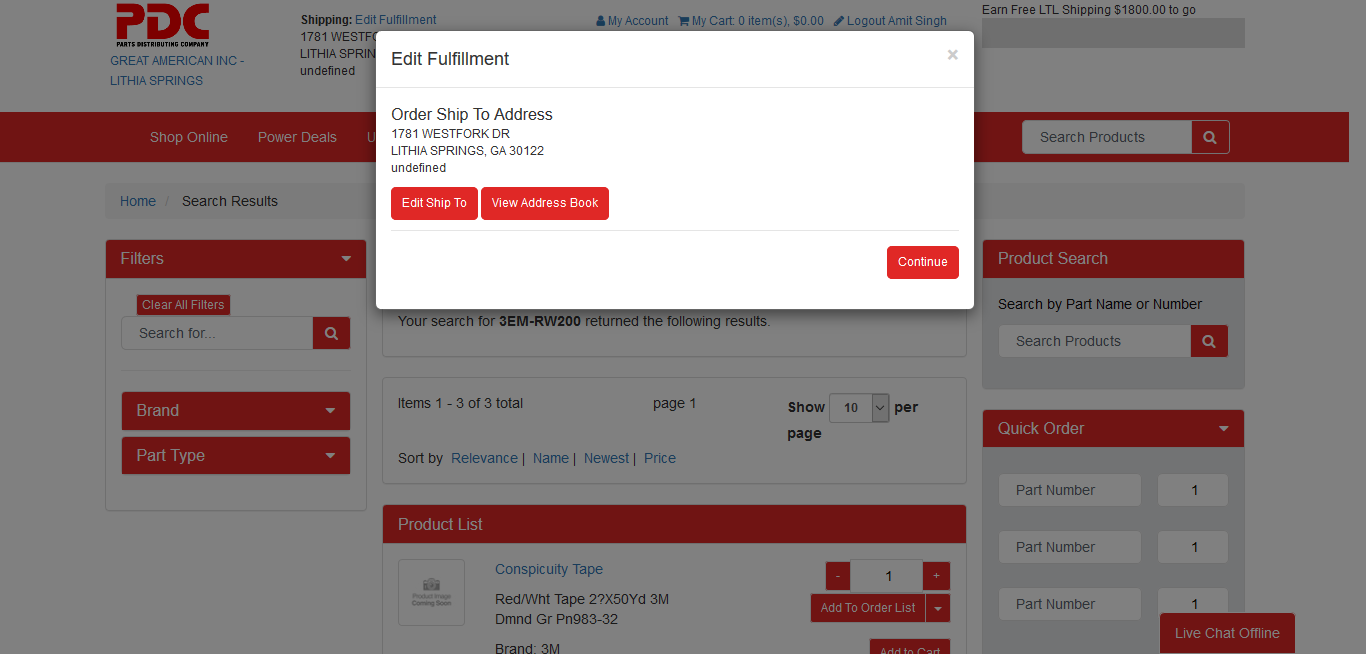 PDC
PARTS DISTRIBUTING COMPANY
GREAT AMERICAN INC -
LITHIA SPRINGS
Shipping: Edit Fulfillment
1781 WESTFO
LITHIA SPRIN
undefined
My Account My Cart: 0 item(s), $0.00 Logout Amit Singh
Earn Free LTL Shipping $1800.00 to go
Edit Fulfillment
×
Order Ship To Address
1781 WESTFORK DR
LITHIA SPRINGS, GA 30122
undefined
Edit Ship To View Address Book
Continue
Shop Online Power Deals U
Search Products
Home / Search Results
Filters
Clear All Filters
Search for...
Brand
Part Type
Your search for 3EM-RW200 returned the following results.
Items 1 - 3 of 3 total page 1 Show 10 per
page
Sort by Relevance | Name | Newest | Price
Product List
Product Image
Coming Soon
Conspicuity Tape
Red/Wht Tape 2?X50Yd 3M
Dmnd Gr Pn983-32
Brand: 3M
- 1 +
Add To Order List
Add to Cart
Product Search
Search by Part Name or Number
Search Products
Quick Order
Part Number 1
Part Number 1
Part Number 1
Live Chat Offline